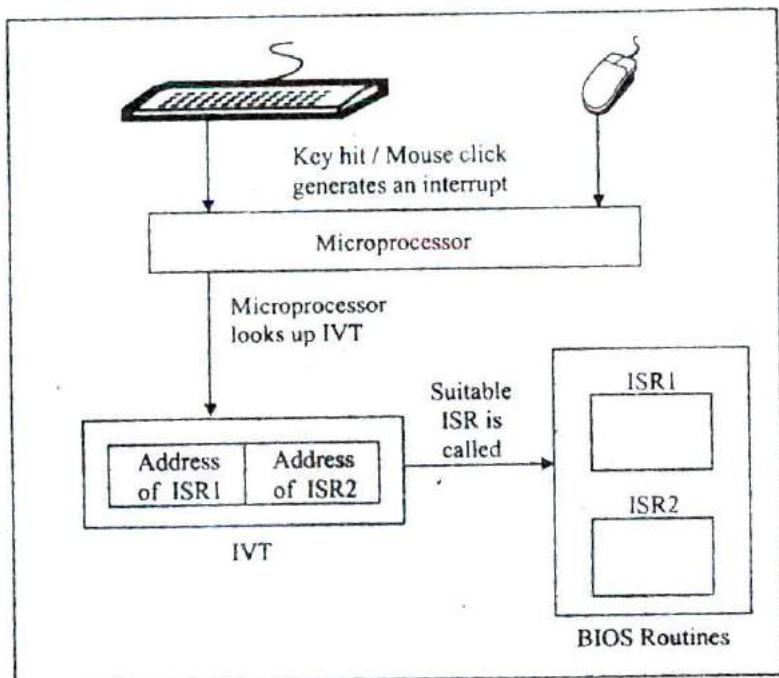 Key hit / Mouse click
generates an interrupt
Microprocessor
Microprocessor
looks up IVT
Suitable
ISR is
called
Address
of ISR1
Address
of ISR2
IVT
ISR1
ISR2
BIOS Routines